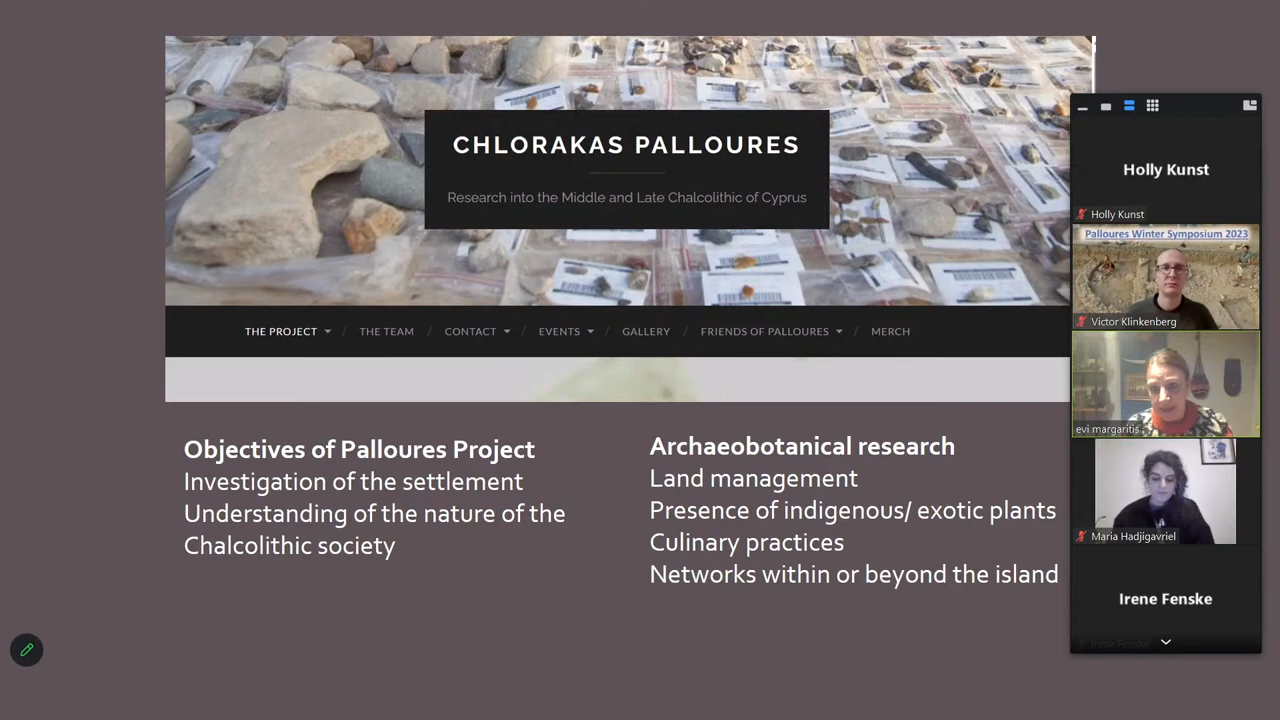 CHLORAKAS PALLOURES
Research into the Middle and Late Chalcolithic of Cyprus
THE PROJECT / THE TEAM / CONTACT / EVENTS / GALLERY / FRIENDS OF PALLOURES / MERCH
Objectives of Palloures Project
Investigation of the settlement
Understanding of the nature of the
Chalcolithic society
Archaeobotanical research
Land management
Presence of indigenous/ exotic plants
Culinary practices
Networks within or beyond the island
Holly Kunst
Holly Kunst
Palloures Winter Symposium 2023
Victor Klinkenberg
evi margaritis
Maria Hadjigavriel
Irene Fenske
Irene Fenske